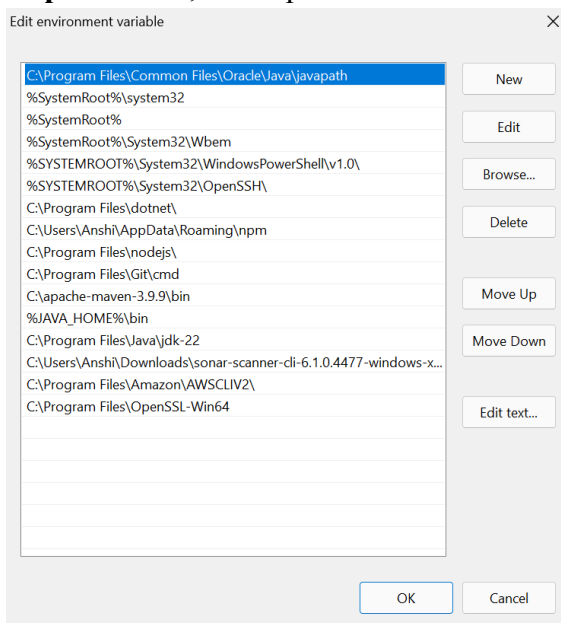 Edit environment variable
C:\Program Files\Common Files\Oracle\Java\javapath
%SystemRoot%\system32
%SystemRoot%
%SystemRoot%\System32\Wbem
%SYSTEMROOT%\System32\WindowsPowerShell\v1.0\
%SYSTEMROOT%\System32\OpenSSH\
C:\Program Files\dotnet\
C:\Users\Anshi\AppData\Roaming\npm
C:\Program Files\nodejs\
C:\Program Files\Git\cmd
C:\apache-maven-3.9.9\bin
%JAVA_HOME%\bin
C:\Program Files\Java\jdk-22
C:\Users\Anshi\Downloads\sonar-scanner-cli-6.1.0.4477-windows-x...
C:\Program Files\Amazon\AWSCLIV2\
C:\Program Files\OpenSSL-Win64
New
Edit
Browse...
Delete
Move Up
Move Down
Edit text...
OK
Cancel